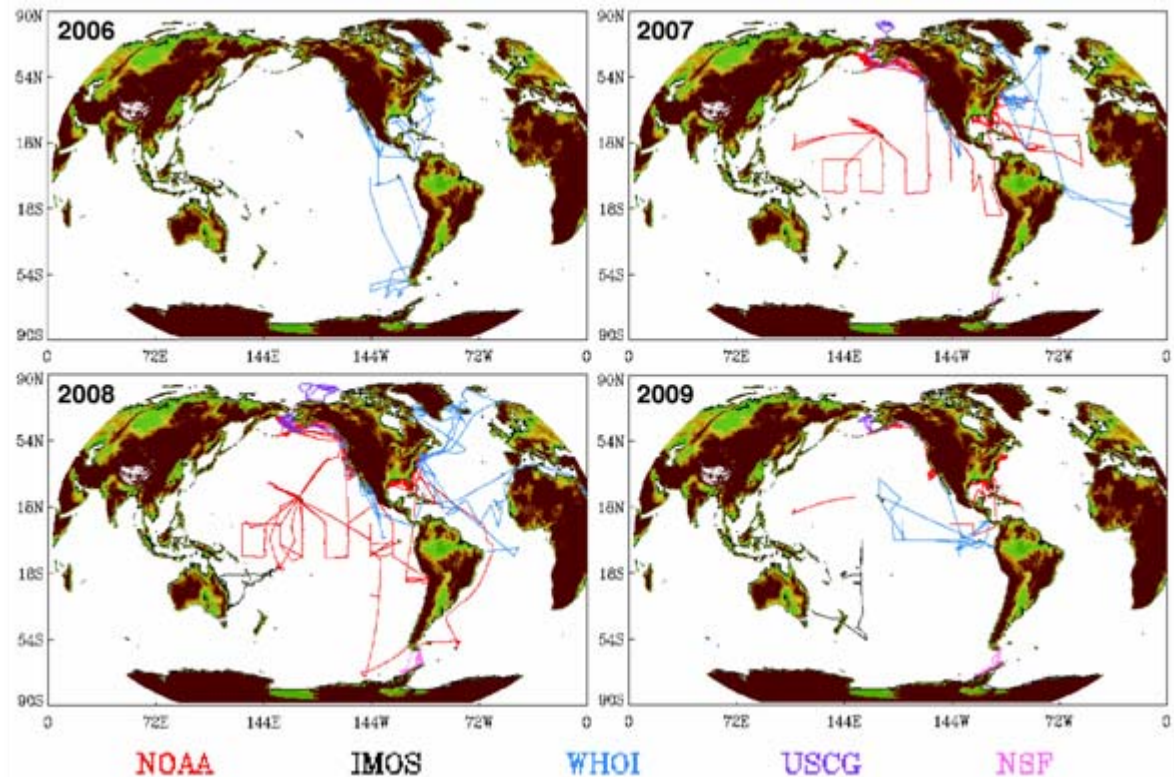 90N
2006
54N
18N
18S
54S
90S
0 72E 144E 144W 72W 0
90N
2007
54N
18N
18S
54S
90S
0 72E 144E 144W 72W 0
90N
2008
54N
18N
18S
54S
90S
0 72E 144E 144W 72W 0
90N
2009
54N
18N
18S
54S
90S
0 72E 144E 144W 72W 0
NOAA IMOS WHOI USCG NSF